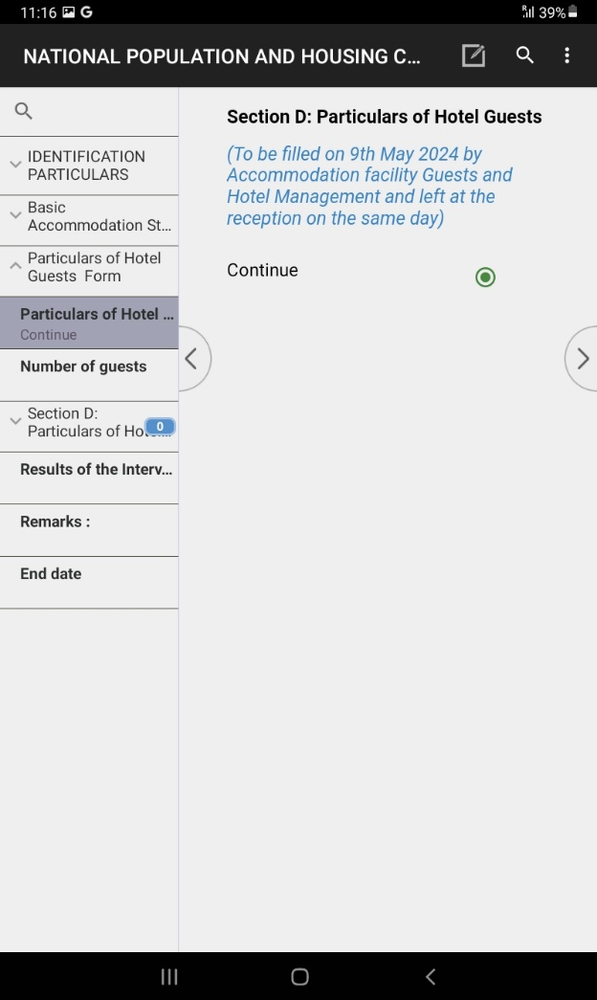 11:16 G 39%
NATIONAL POPULATION AND HOUSING C...
IDENTIFICATION
PARTICULARS
Basic
Accommodation St...
Particulars of Hotel
Guests Form
Particulars of Hotel ...
Continue
Number of guests
Section D:
Particulars of Hot...
0
Results of the Interv...
Remarks :
End date
Section D: Particulars of Hotel Guests
(To be filled on 9th May 2024 by
Accommodation facility Guests and
Hotel Management and left at the
reception on the same day)
Continue